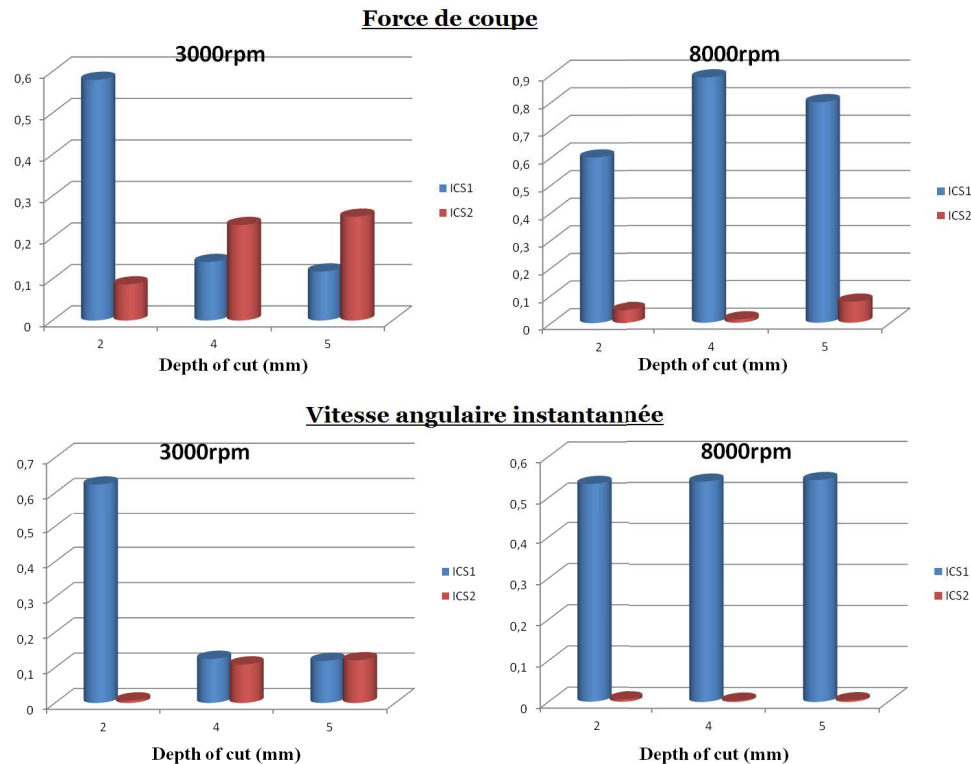 Force de coupe
3000rpm
0,6
0,5
0,4
0,3
0,2
0,1
0
2
4
5
Depth of cut (mm)
ICS1
ICS2
8000rpm
0,9
0,8
0,7
0,6
0,5
0,4
0,3
0,2
0,1
0
2
4
5
Depth of cut (mm)
ICS1
ICS2
Vitesse angulaire instantannée
3000rpm
0,7
0,6
0,5
0,4
0,3
0,2
0,1
0
2
4
5
Depth of cut (mm)
ICS1
ICS2
8000rpm
0,6
0,5
0,4
0,3
0,2
0,1
0
2
4
5
Depth of cut (mm)
ICS1
ICS2